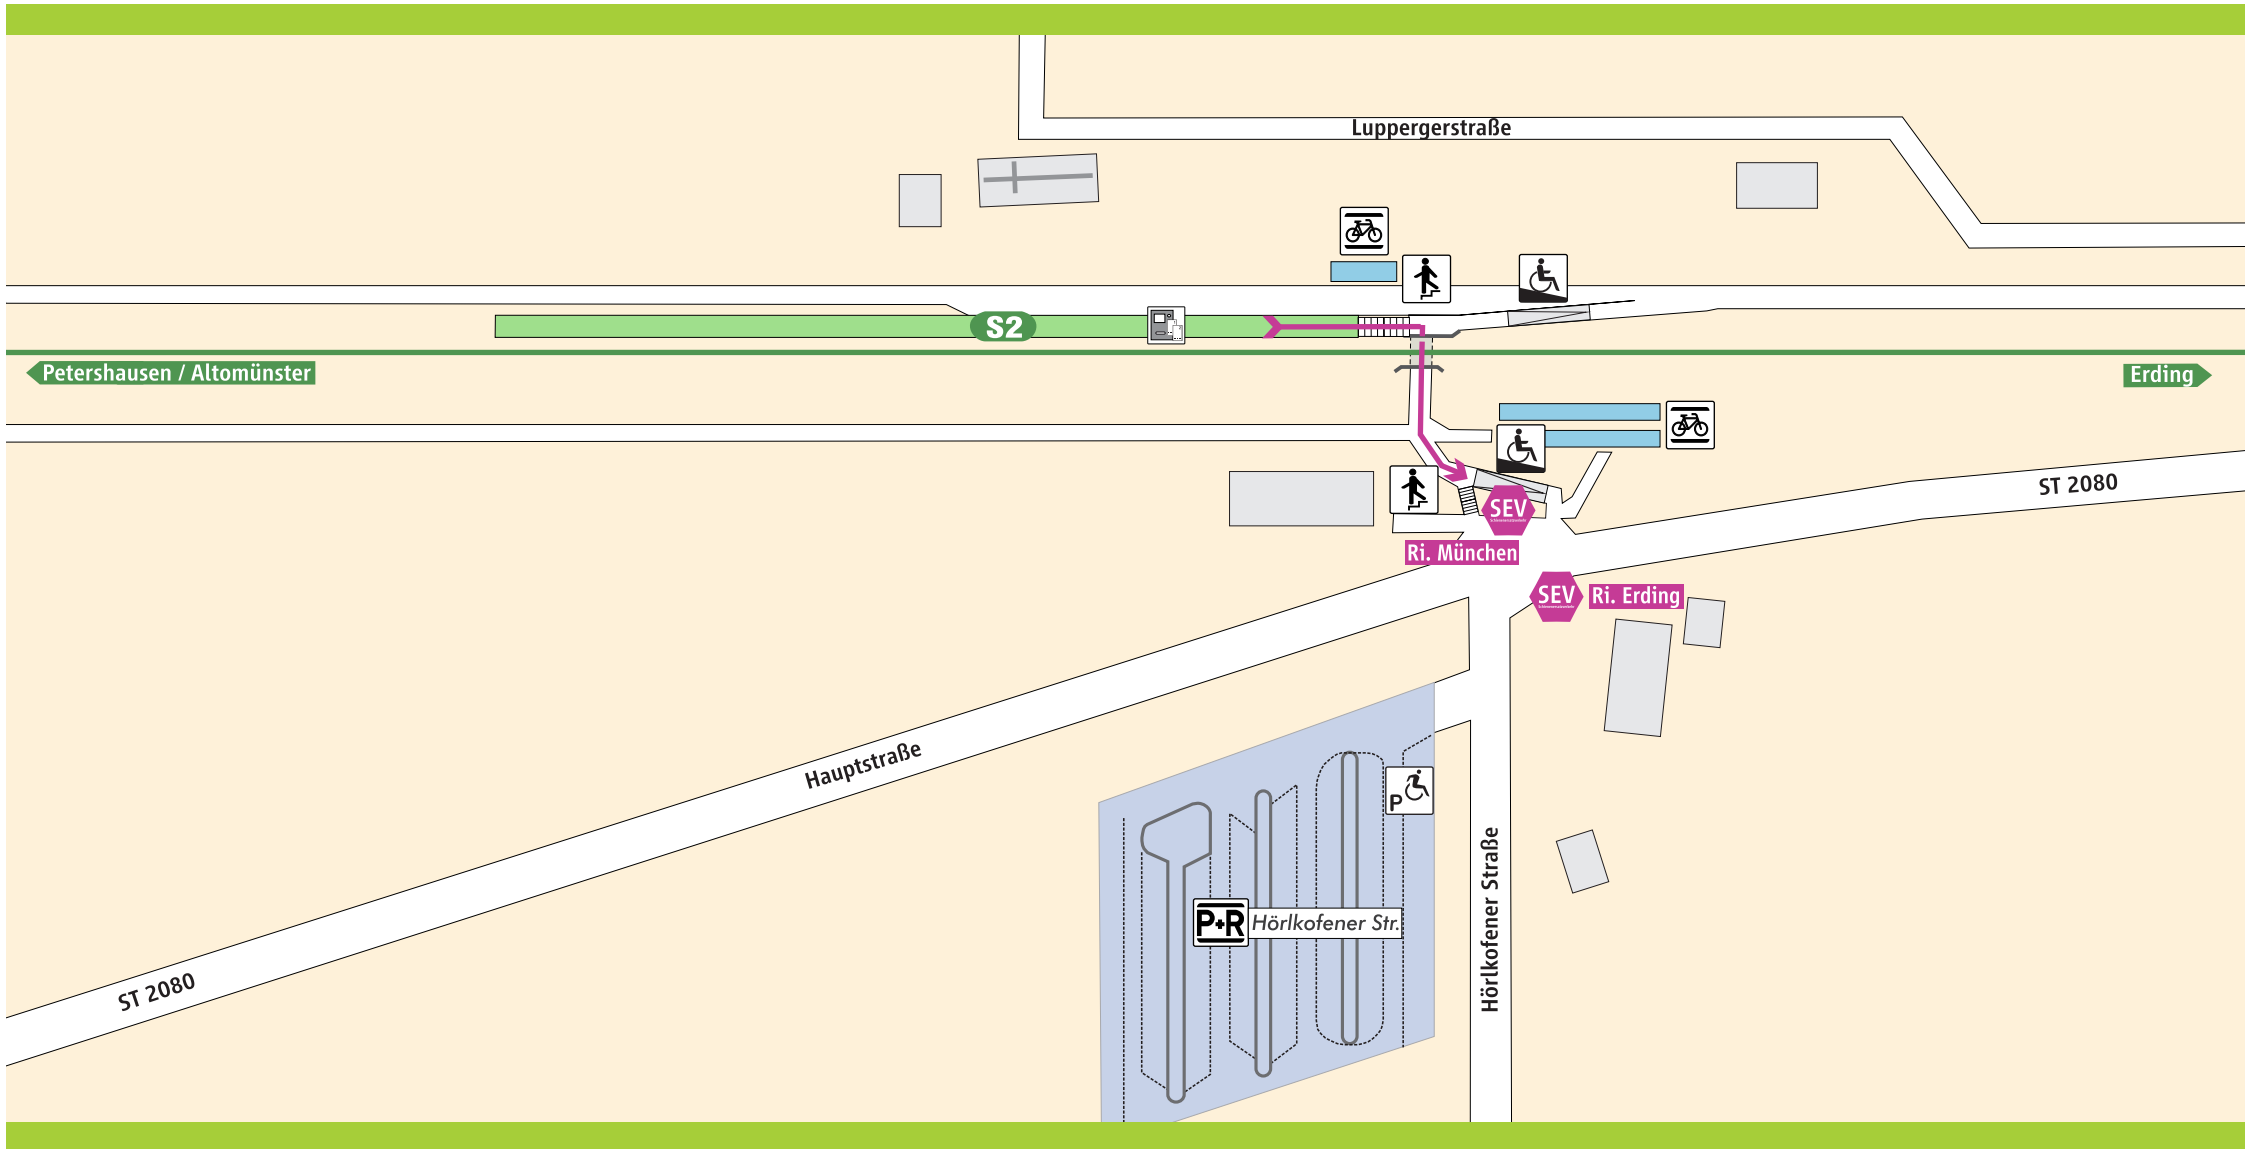 Luppergerstraße
S2
Petershausen / Altomünster
Erding
ST 2080
SEV
Ri. München
SEV
Ri. Erding
Hauptstraße
P
P+R
Hörlkofener Str.
Hörlkofener Straße
ST 2080